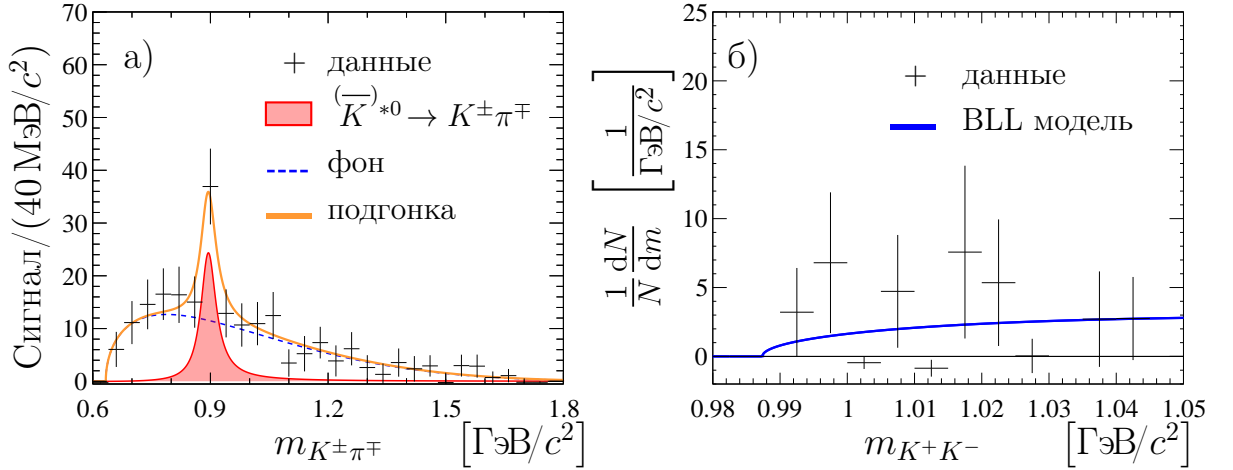 а)
Сигнал/(40 МэВ/c²)
70
60
50
40
30
20
10
0
данные
(K̅)*⁰ → K±π∓
фон
подгонка
0.6 0.9 1.2 1.5 1.8
m_{K±π∓} [ГэВ/c²]
б)
1/N dN/dm [1/(ГэВ/c²)]
25
20
15
10
5
0
данные
BLL модель
0.98 0.99 1 1.01 1.02 1.03 1.04 1.05
m_{K⁺K⁻} [ГэВ/c²]